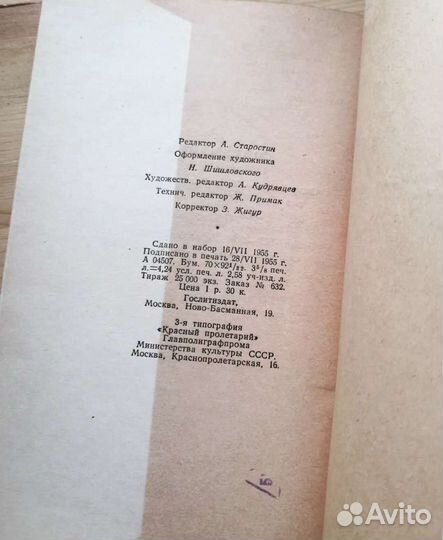 Редактор А. Старостин
Оформление художника
Н. Шишловского
Художеств. редактор А. Кудрявцев
Технич. редактор Ж. Примак
Корректор З. Жигур
*
Сдано в набор 16/VII 1955 г.
Подписано в печать 28/VII 1955 г.
А 04507. Бум. 70×92¹/₃₂. 3⁵/₈ печ.
л.=4,24 усл. печ. л. 2,58 уч-изд. л.
Тираж 25 000 экз. Заказ № 632.
Цена 1 р. 30 к.
Гослитиздат,
Москва, Ново-Басманная, 19.
3-я типография
«Красный пролетарий»
Главполиграфпрома
Министерства культуры СССР.
Москва, Краснопролетарская, 16.
Avito